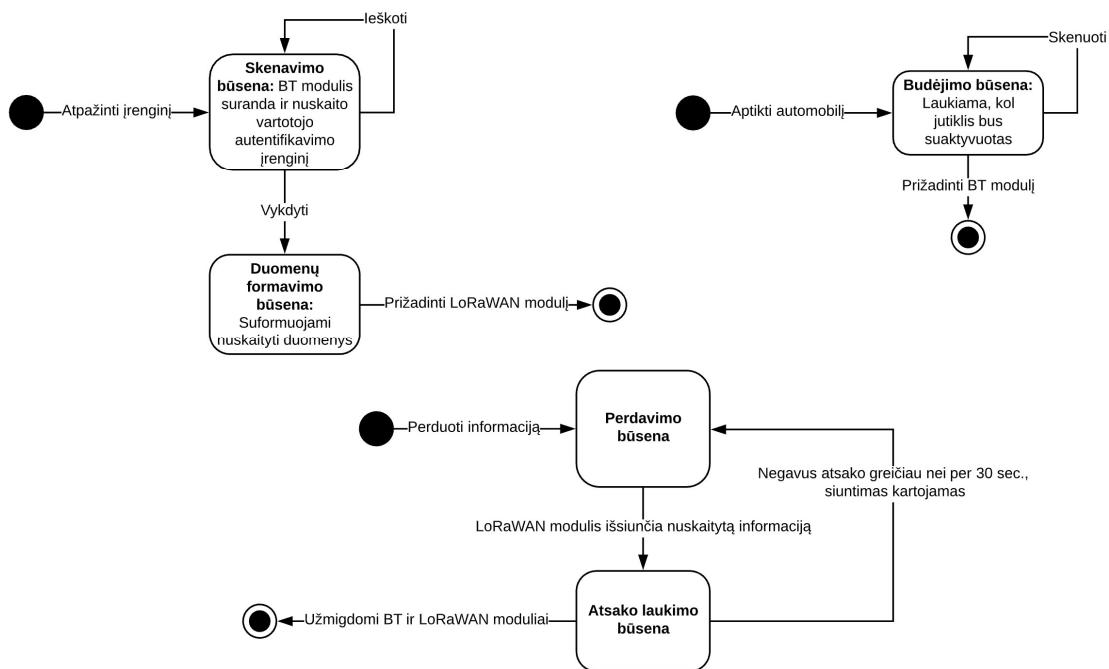 Ieškoti
Skenavimo
būsena: BT modulis
suranda ir nuskaito
vartotojo
autentifikavimo
įrenginį
Atpažinti įrenginį
Vykdyti
Duomenų
formavimo
būsena:
Suformuojami
nuskaityti duomenys
Prižadinti LoRaWAN modulį
Skenuoti
Budėjimo būsena:
Laukiama, kol
jutiklis bus
suaktyvuotas
Aptikti automobilį
Prižadinti BT modulį
Perduoti informaciją
Perdavimo
būsena
Negavus atsako greičiau nei per 30 sec.,
siuntimas kartojamas
LoRaWAN modulis išsiunčia nuskaitytą informaciją
Atsako laukimo
būsena
Užmigdomi BT ir LoRaWAN moduliai